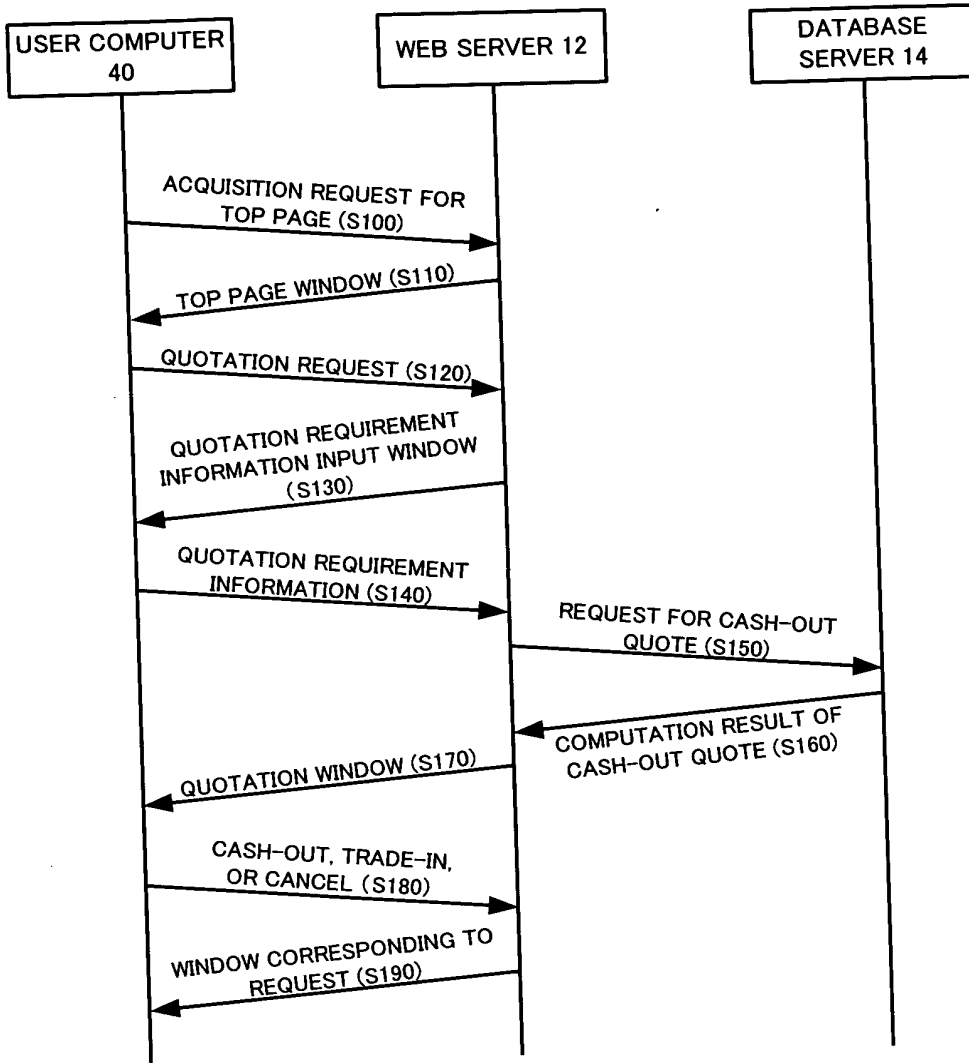 USER COMPUTER
40
WEB SERVER 12
DATABASE
SERVER 14
ACQUISITION REQUEST FOR
TOP PAGE (S100)
TOP PAGE WINDOW (S110)
QUOTATION REQUEST (S120)
QUOTATION REQUIREMENT
INFORMATION INPUT WINDOW
(S130)
QUOTATION REQUIREMENT
INFORMATION (S140)
REQUEST FOR CASH-OUT
QUOTE (S150)
COMPUTATION RESULT OF
CASH-OUT QUOTE (S160)
QUOTATION WINDOW (S170)
CASH-OUT, TRADE-IN,
OR CANCEL (S180)
WINDOW CORRESPONDING TO
REQUEST (S190)